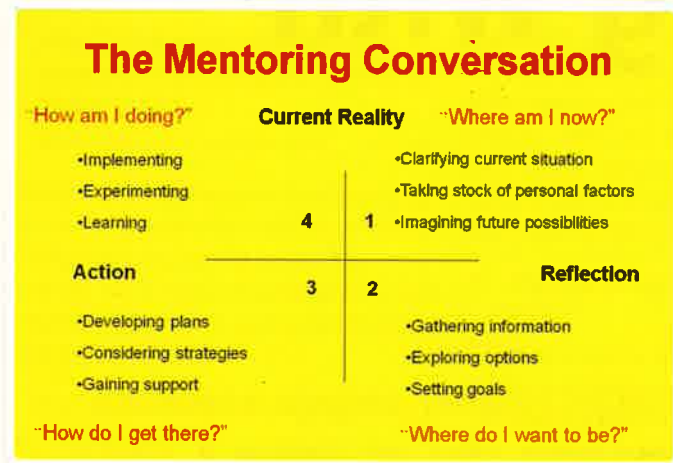 The Mentoring Conversation
"How am I doing?" Current Reality "Where am I now?"
•Implementing
•Experimenting
•Learning
•Clarifying current situation
•Taking stock of personal factors
•Imagining future possibilities
4 1
Action Reflection
3 2
•Developing plans
•Considering strategies
•Gaining support
•Gathering information
•Exploring options
•Setting goals
"How do I get there?" "Where do I want to be?"